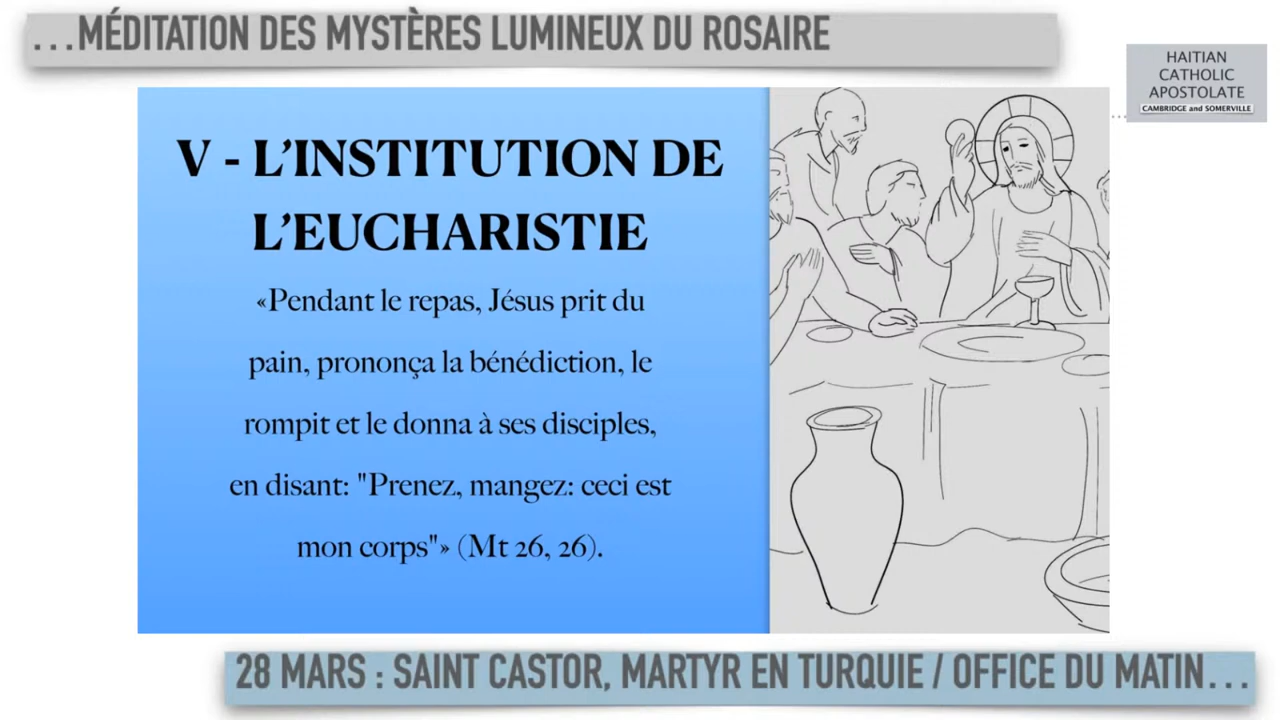 ...MÉDITATION DES MYSTÈRES LUMINEUX DU ROSAIRE
HAITIAN
CATHOLIC
APOSTOLATE
CAMBRIDGE and SOMERVILLE
V - L'INSTITUTION DE
L'EUCHARISTIE
«Pendant le repas, Jésus prit du
pain, prononça la bénédiction, le
rompit et le donna à ses disciples,
en disant: "Prenez, mangez: ceci est
mon corps"» (Mt 26, 26).
28 MARS : SAINT CASTOR, MARTYR EN TURQUIE / OFFICE DU MATIN...